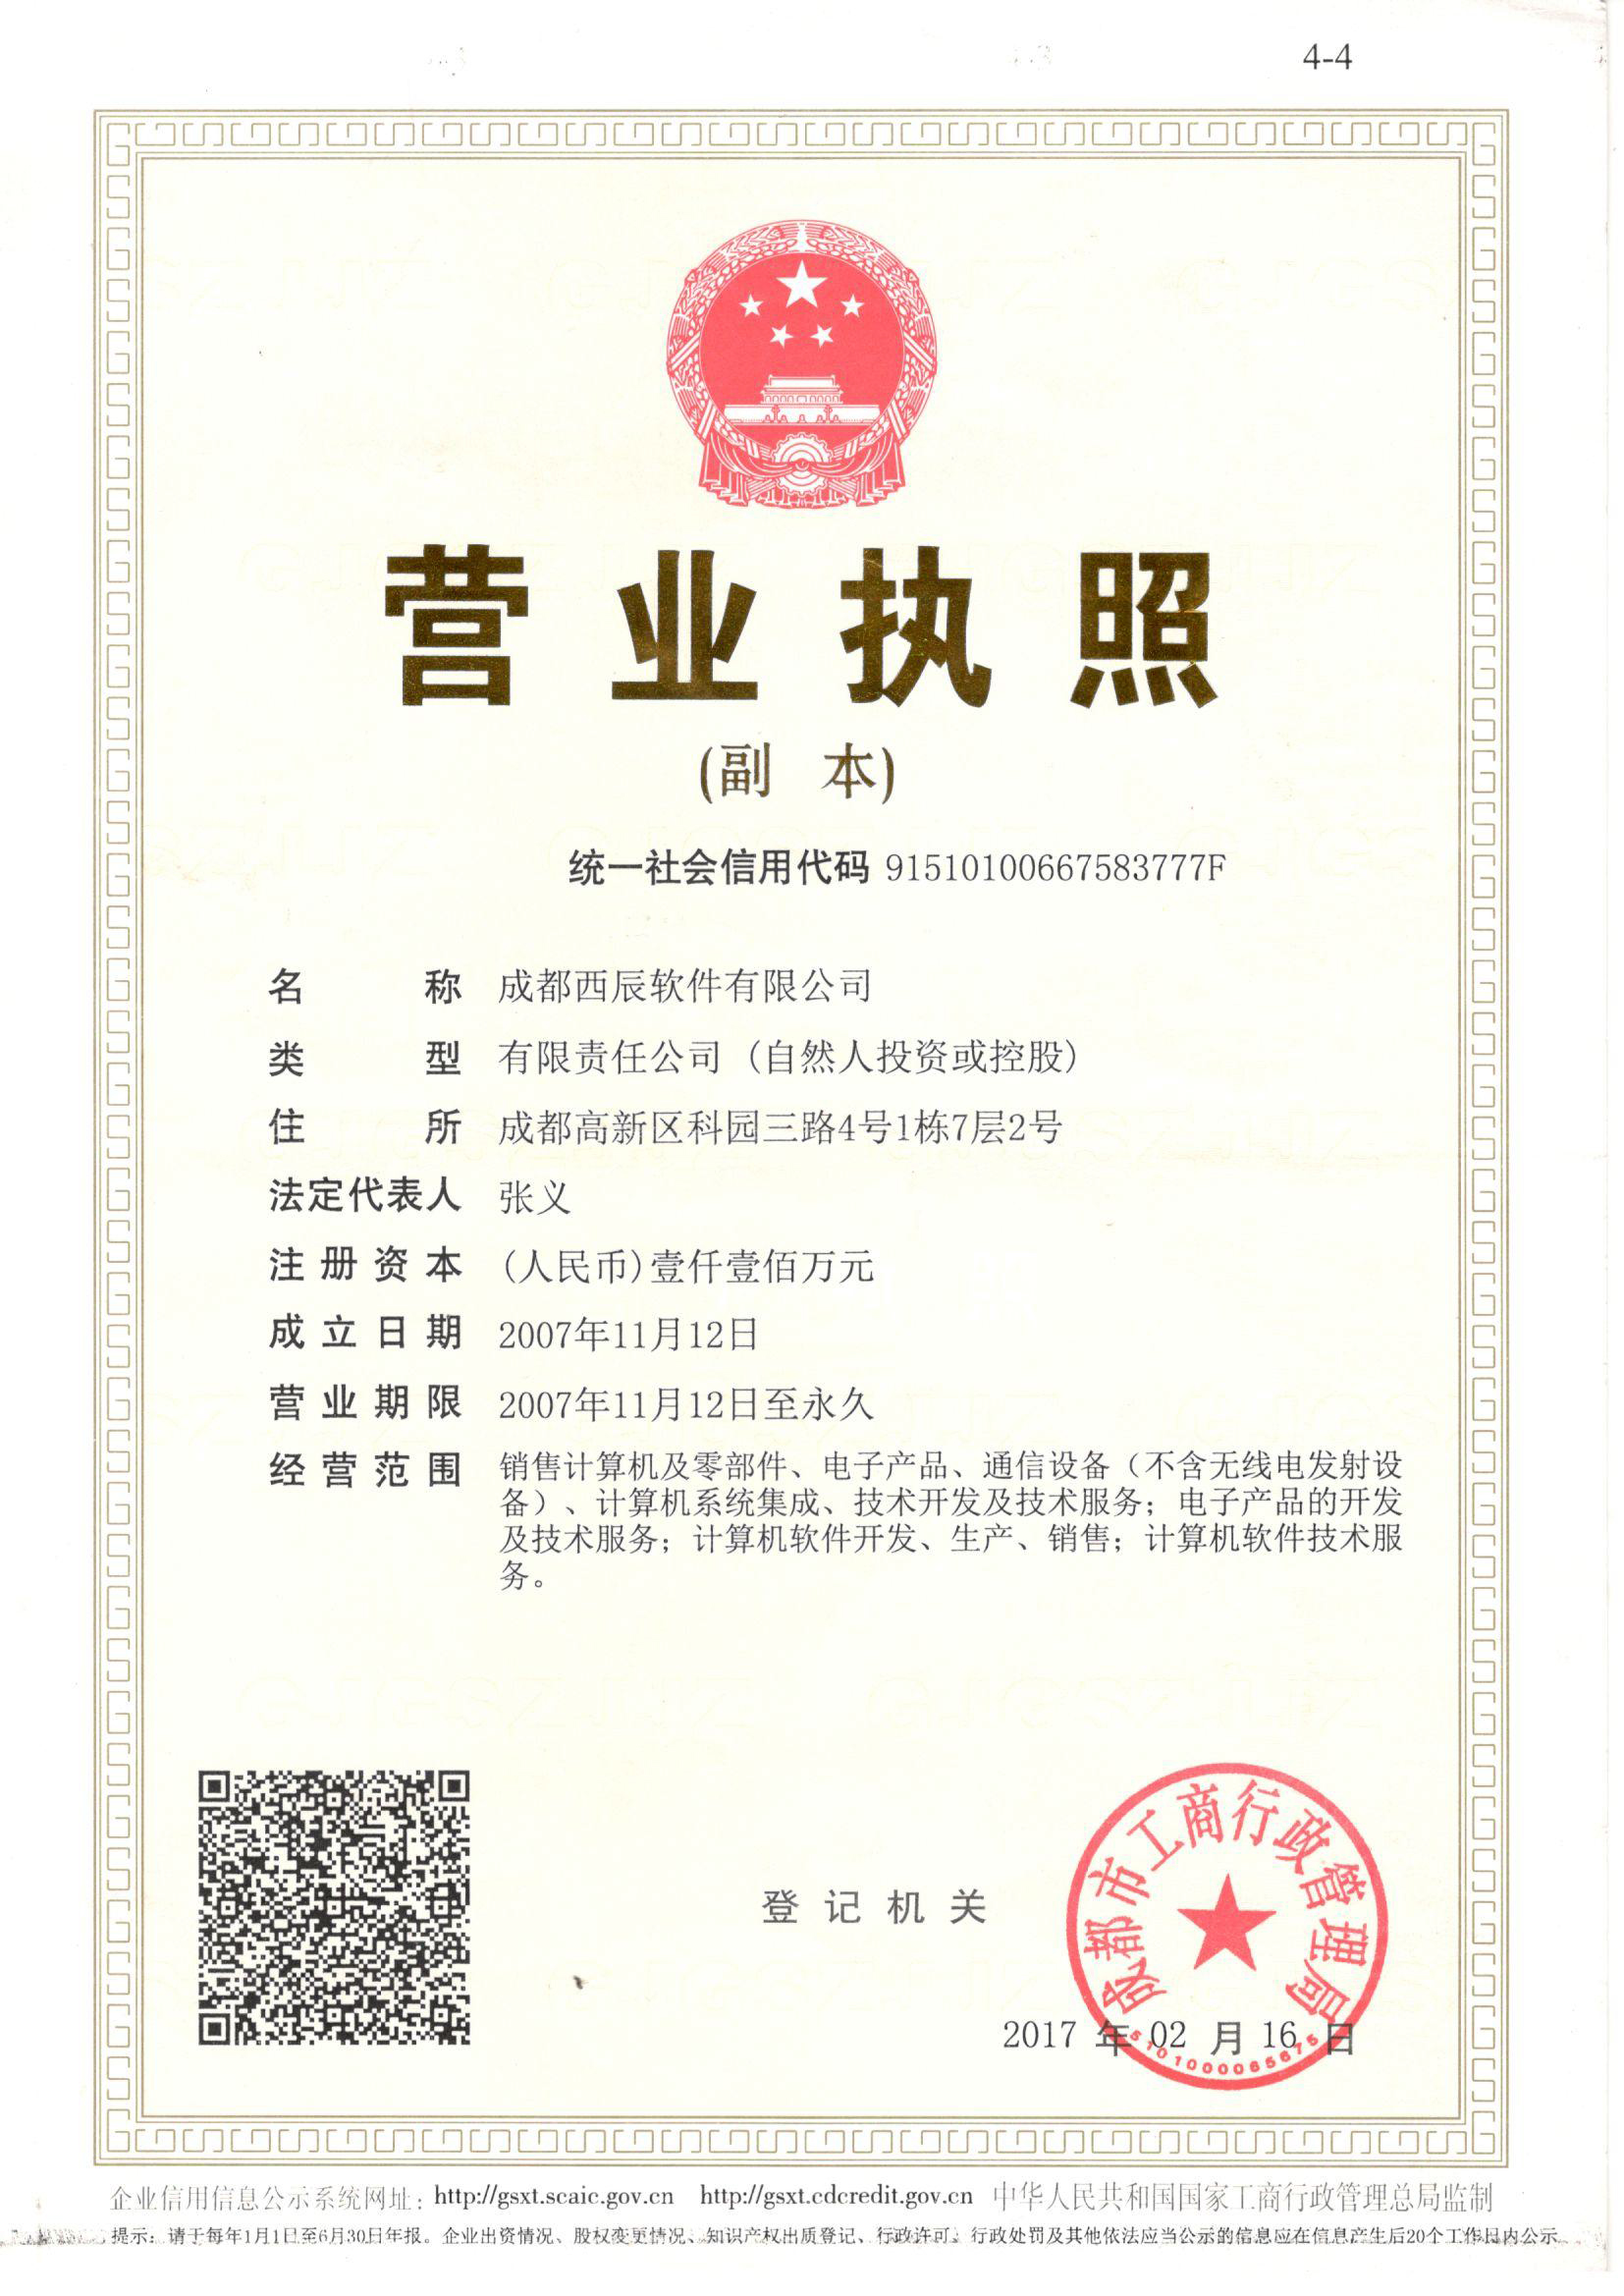 4-4
营业执照
(副 本)
统一社会信用代码 91510100667583777F
名 称 成都西辰软件有限公司
类 型 有限责任公司（自然人投资或控股）
住 所 成都高新区科园三路4号1栋7层2号
法定代表人 张义
注册资本 (人民币)壹仟壹佰万元
成立日期 2007年11月12日
营业期限 2007年11月12日至永久
经营范围 销售计算机及零部件、电子产品、通信设备（不含无线电发射设
备）、计算机系统集成、技术开发及技术服务；电子产品的开发
及技术服务；计算机软件开发、生产、销售；计算机软件技术服
务。
登记机关
成都市工商行政管理局
5101000065675
2017 年 02 月 16 日
企业信用信息公示系统网址：http://gsxt.scaic.gov.cn http://gsxt.cdcredit.gov.cn 中华人民共和国国家工商行政管理总局监制
提示：请于每年1月1日至6月30日年报。企业出资情况、股权变更情况、知识产权出质登记、行政许可、行政处罚及其他依法应当公示的信息应在信息产生后20个工作日内公示